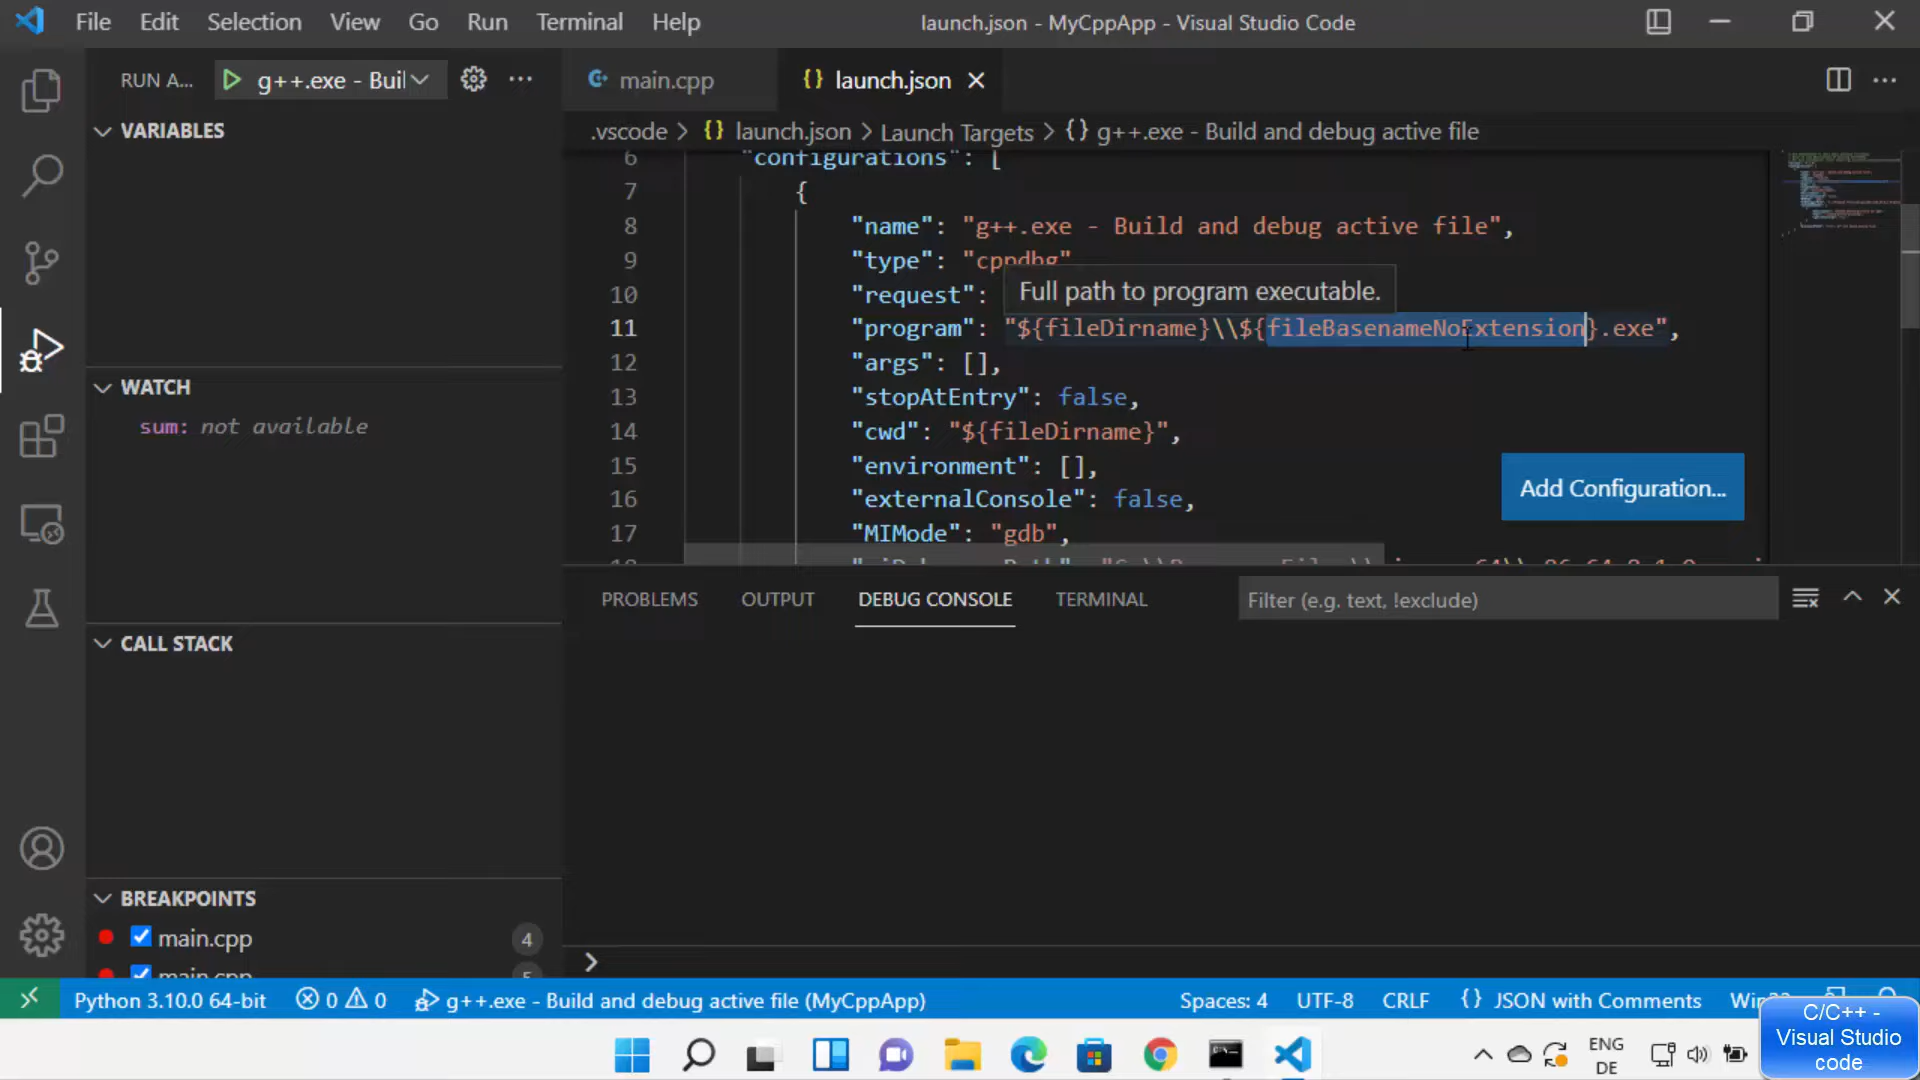 File Edit Selection View Go Run Terminal Help
launch.json - MyCppApp - Visual Studio Code
RUN A... g++.exe - Buil
main.cpp
{} launch.json
.vscode > {} launch.json > Launch Targets > {} g++.exe - Build and debug active file
VARIABLES
6 "configurations": [
7 {
8 "name": "g++.exe - Build and debug active file",
9 "type": "cppdbg"
10 "request":
Full path to program executable.
11 "program": "${fileDirname}\\${fileBasenameNoExtension}.exe",
12 "args": [],
13 "stopAtEntry": false,
14 "cwd": "${fileDirname}",
15 "environment": [],
16 "externalConsole": false,
17 "MIMode": "gdb",
Add Configuration...
WATCH
sum: not available
CALL STACK
PROBLEMS OUTPUT DEBUG CONSOLE TERMINAL
Filter (e.g. text, !exclude)
BREAKPOINTS
main.cpp 4
main.cpp 5
>
Python 3.10.0 64-bit 0 0 g++.exe - Build and debug active file (MyCppApp)
Spaces: 4 UTF-8 CRLF {} JSON with Comments
ENG
DE
C/C++ -
Visual Studio
code